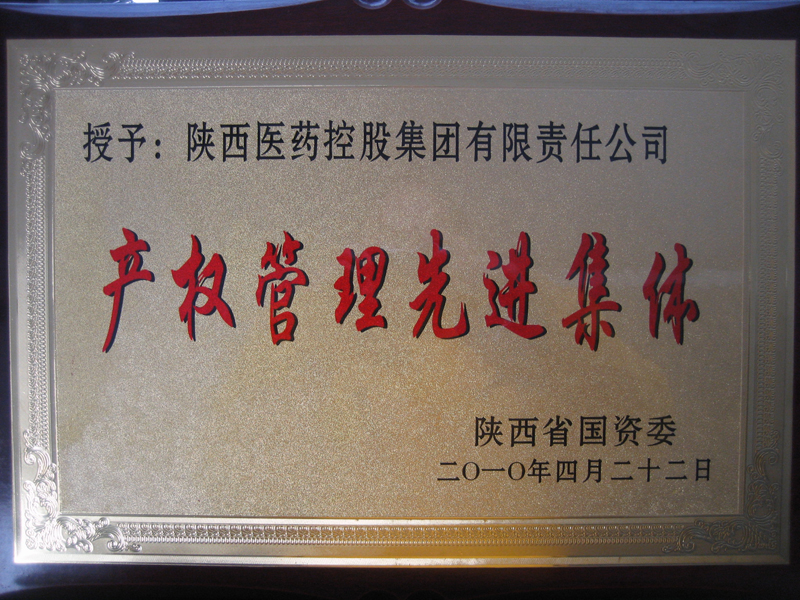 授予：陕西医药控股集团有限责任公司
产权管理先进集体
陕西省国资委
二〇一〇年四月二十二日